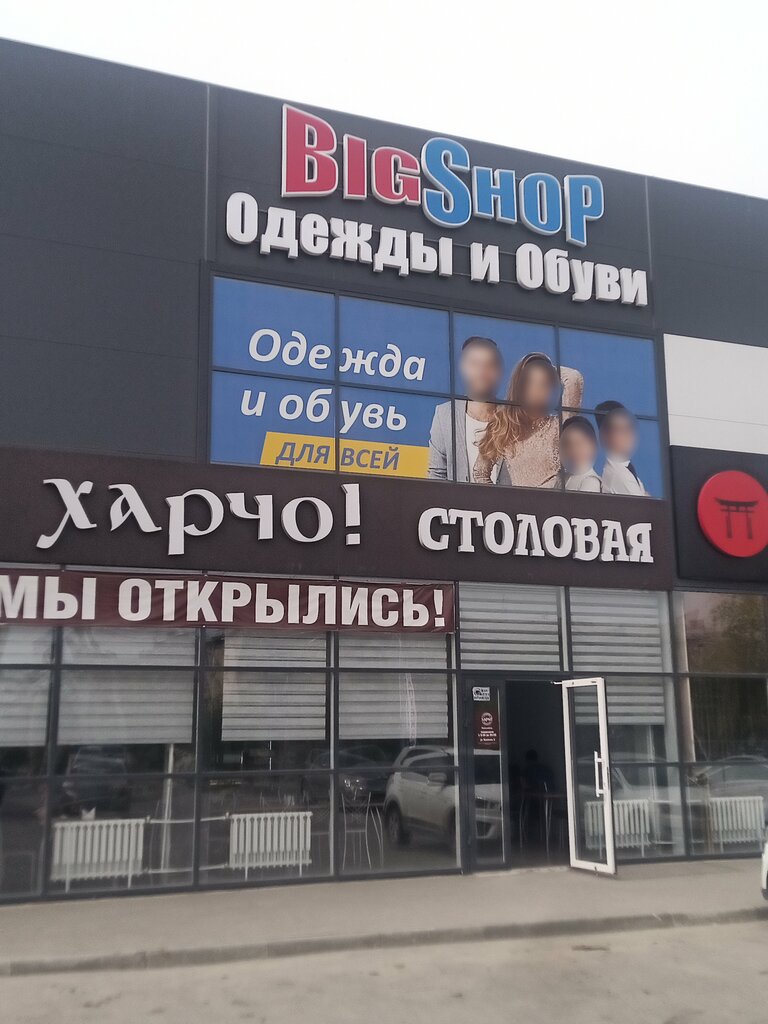 BIGSHOP
Одежды и Обуви
Одежда
и обувь
ДЛЯ ВСЕЙ
Харчо! СТОЛОВАЯ
МЫ ОТКРЫЛИСЬ!